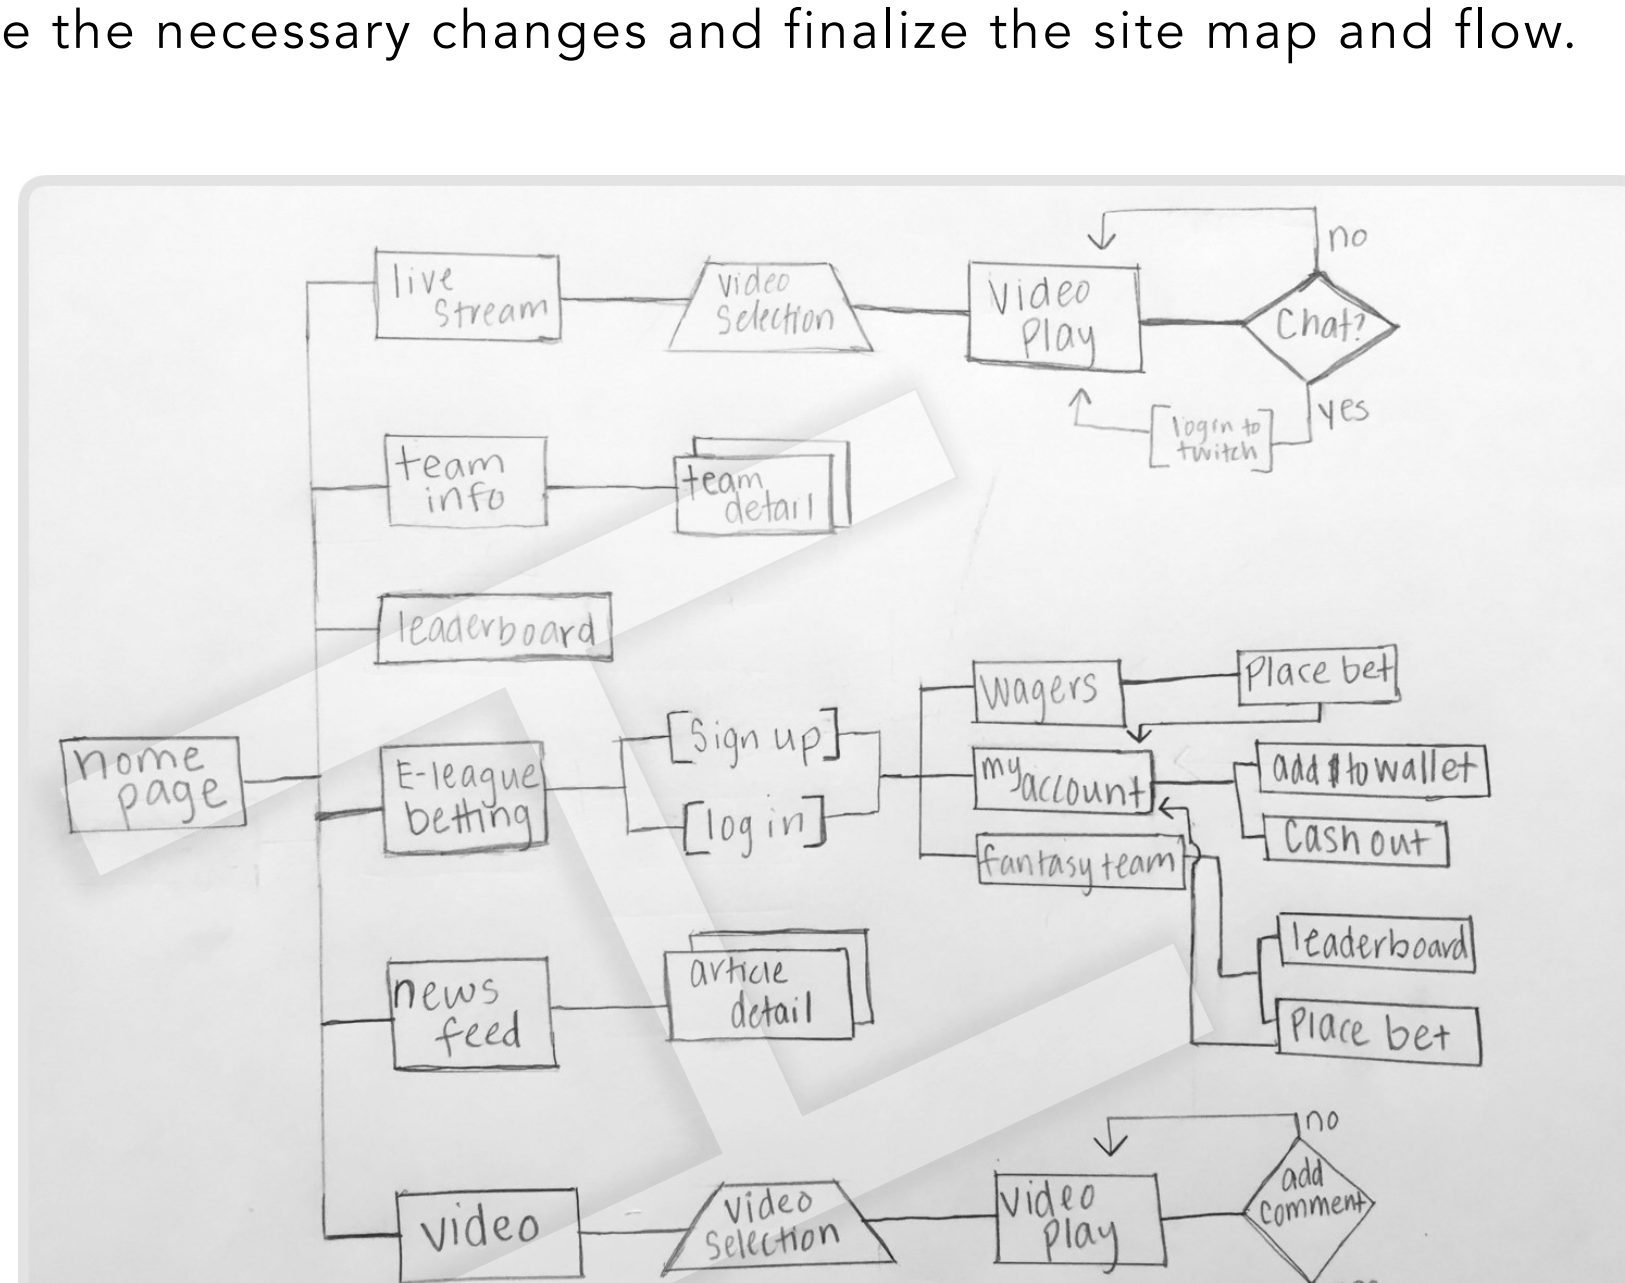 e the necessary changes and finalize the site map and flow.
no
live
Stream
video
Selection
Video
Play
Chat?
yes
[login to
twitch]
team
info
team
detail
leaderboard
Wagers
Place bet
home
page
E-league
betting
[Sign up]
[log in]
my account
add $ to wallet
Cash out
fantasy team
leaderboard
Place bet
news
feed
article
detail
no
video
video
Selection
video
play
add
comment